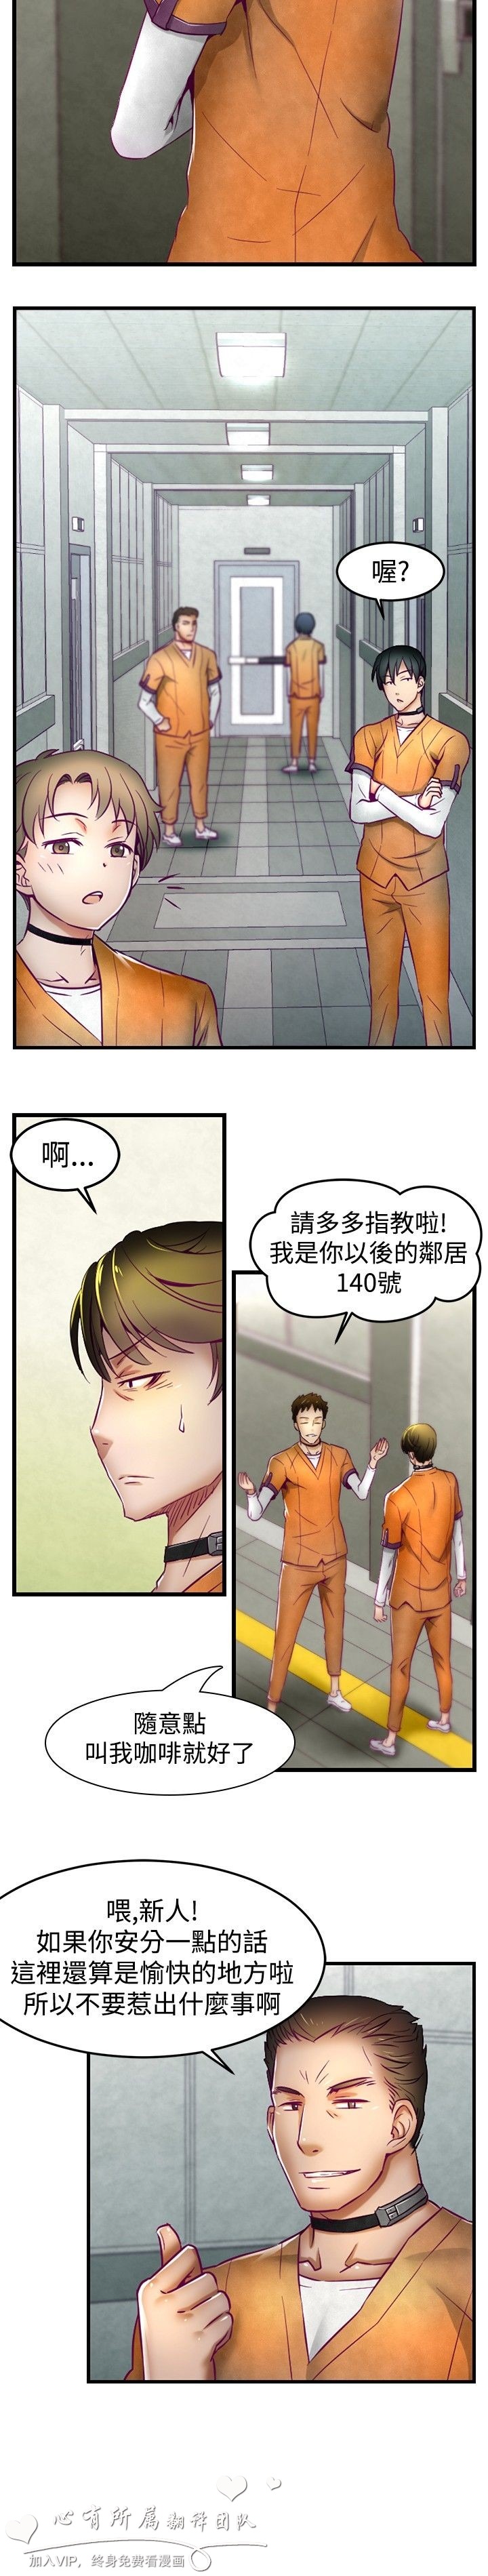 喔?
啊...
請多多指教啦!
我是你以後的鄰居
140號
隨意點
叫我咖啡就好了
喂,新人!
如果你安分一點的話
這裡還算是愉快的地方啦
所以不要惹出什麼事啊
心有所属翻译团队
加入VIP，终身免费看漫画